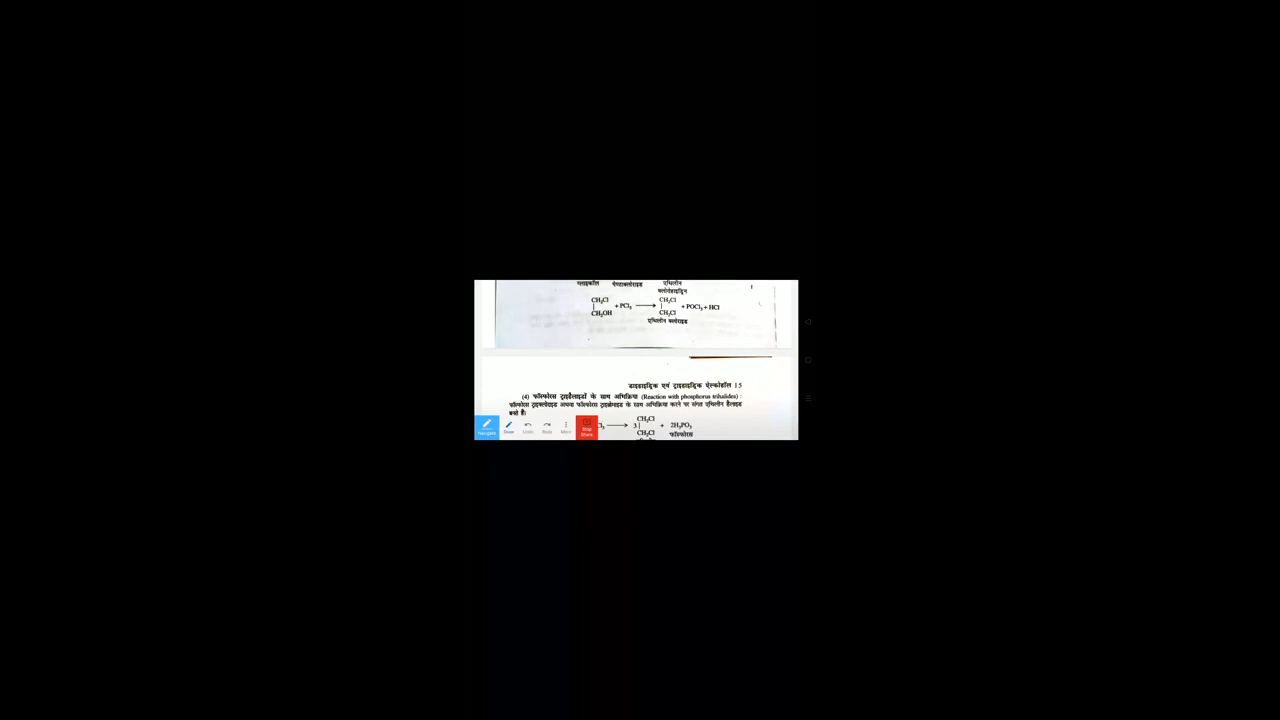 ग्लाइकॉल पेण्टाक्लोराइड एथिलीन
क्लोरोहाइड्रिन
CH₂Cl CH₂Cl
| + PCl₅ ⟶ | + POCl₃ + HCl
CH₂OH CH₂Cl
एथिलीन क्लोराइड
डाइहाइड्रिक एवं ट्राइहाइड्रिक ऐल्कोहॉल 15
(4) फॉस्फोरस ट्राइहैलाइडों के साथ अभिक्रिया (Reaction with phosphorus trihalides) :
फॉस्फोरस ट्राइक्लोराइड अथवा फॉस्फोरस ट्राइब्रोमाइड के साथ अभिक्रिया करने पर संगत एथिलीन हैलाइड
बनते हैं।
CH₂Cl
l₃ ⟶ 3 | + 2H₃PO₃
CH₂Cl फॉस्फोरस
Navigate Draw Undo Redo More Stop Share